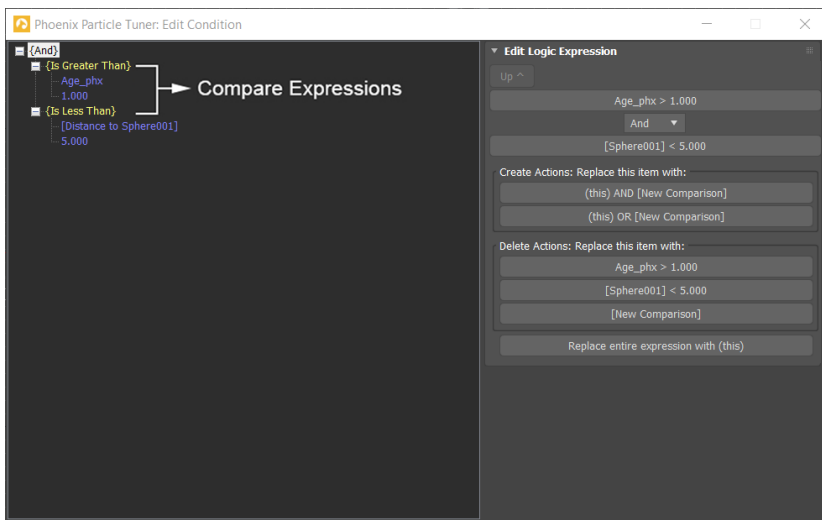 Phoenix Particle Tuner: Edit Condition
{And}
{Is Greater Than}
Age_phx
1.000
{Is Less Than}
[Distance to Sphere001]
5.000
Compare Expressions
Edit Logic Expression
Up ^
Age_phx > 1.000
And
[Sphere001] < 5.000
Create Actions: Replace this item with:
(this) AND [New Comparison]
(this) OR [New Comparison]
Delete Actions: Replace this item with:
Age_phx > 1.000
[Sphere001] < 5.000
[New Comparison]
Replace entire expression with (this)